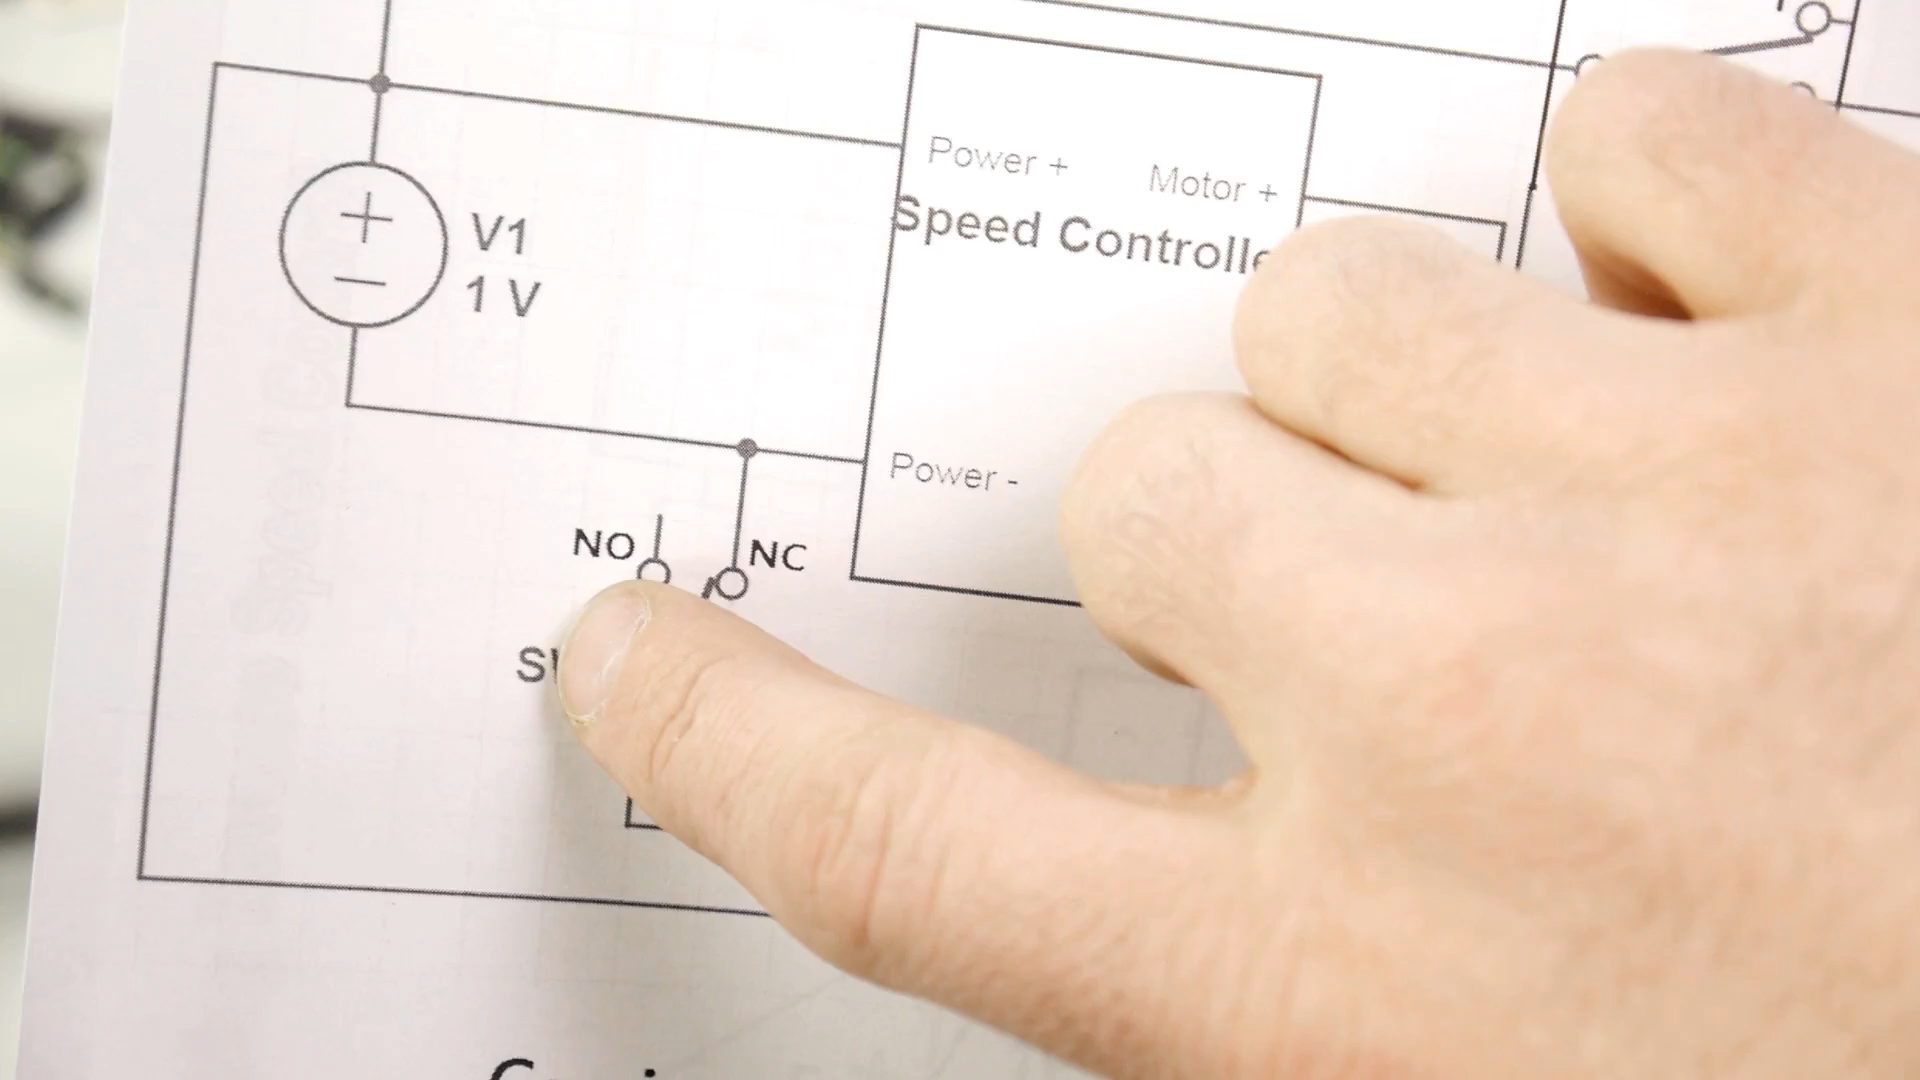 Power +
Motor +
V1
1 V
Speed Controlle
Power -
NO
NC